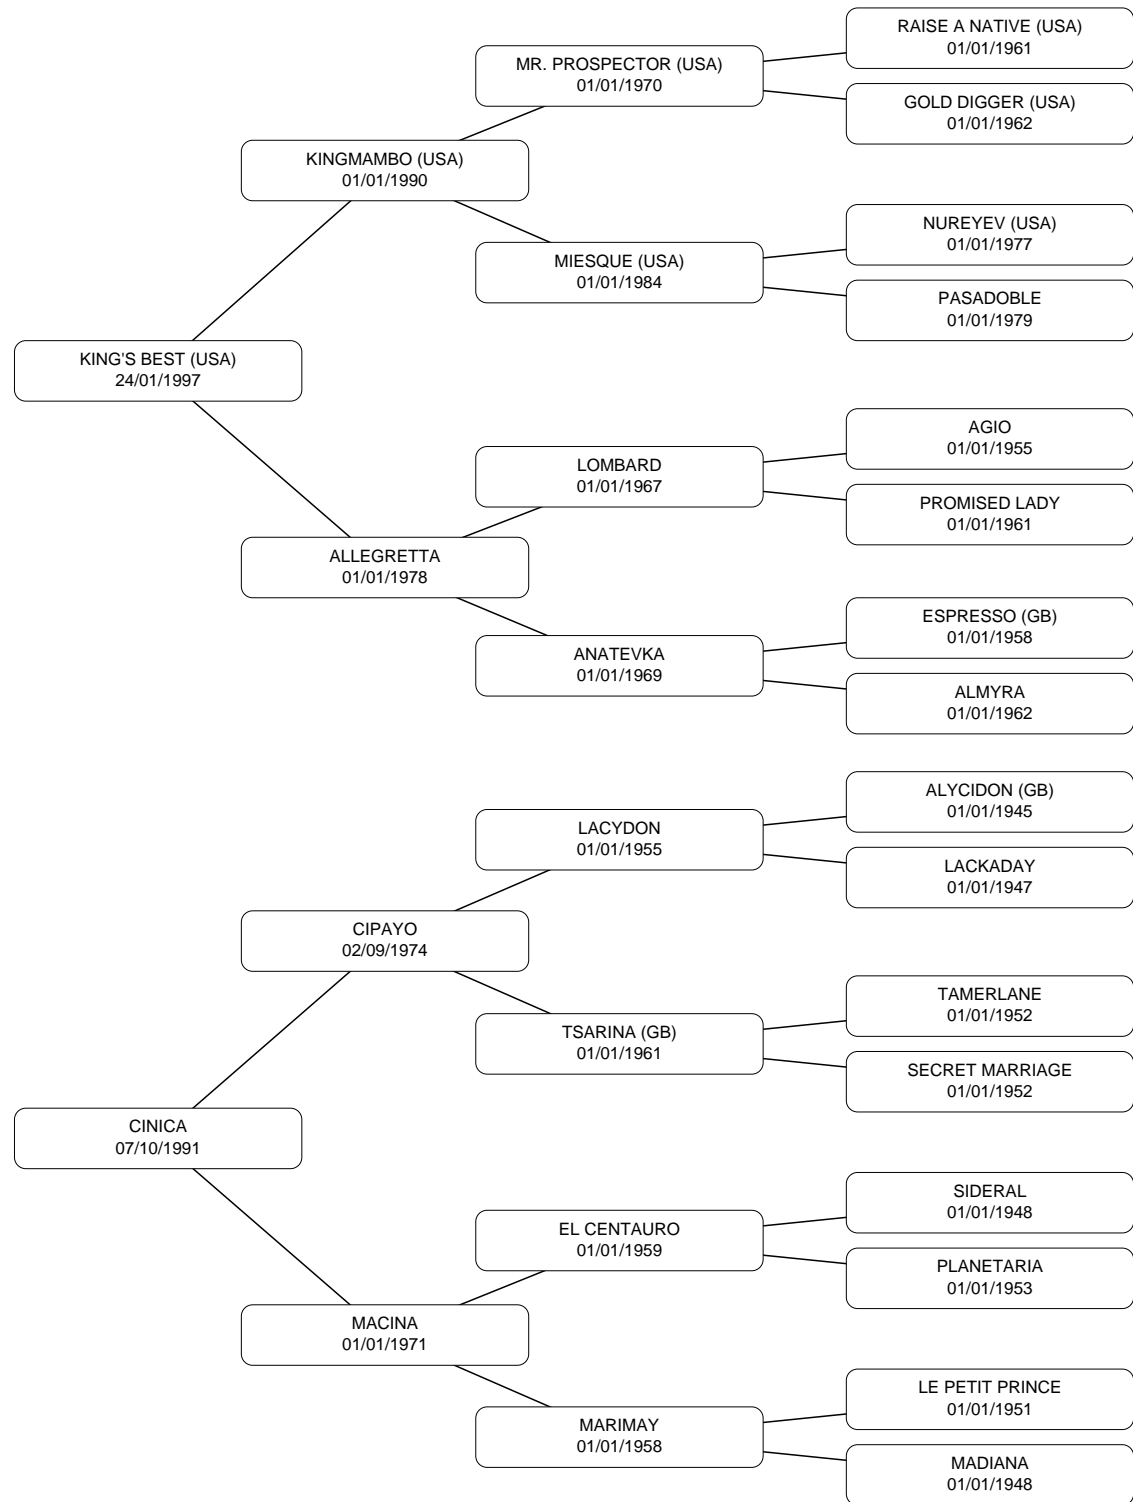 RAISE A NATIVE (USA)
01/01/1961
MR. PROSPECTOR (USA)
01/01/1970
GOLD DIGGER (USA)
01/01/1962
KINGMAMBO (USA)
01/01/1990
NUREYEV (USA)
01/01/1977
MIESQUE (USA)
01/01/1984
PASADOBLE
01/01/1979
KING'S BEST (USA)
24/01/1997
AGIO
01/01/1955
LOMBARD
01/01/1967
PROMISED LADY
01/01/1961
ALLEGRETTA
01/01/1978
ESPRESSO (GB)
01/01/1958
ANATEVKA
01/01/1969
ALMYRA
01/01/1962
ALYCIDON (GB)
01/01/1945
LACYDON
01/01/1955
LACKADAY
01/01/1947
CIPAYO
02/09/1974
TAMERLANE
01/01/1952
TSARINA (GB)
01/01/1961
SECRET MARRIAGE
01/01/1952
CINICA
07/10/1991
SIDERAL
01/01/1948
EL CENTAURO
01/01/1959
PLANETARIA
01/01/1953
MACINA
01/01/1971
LE PETIT PRINCE
01/01/1951
MARIMAY
01/01/1958
MADIANA
01/01/1948